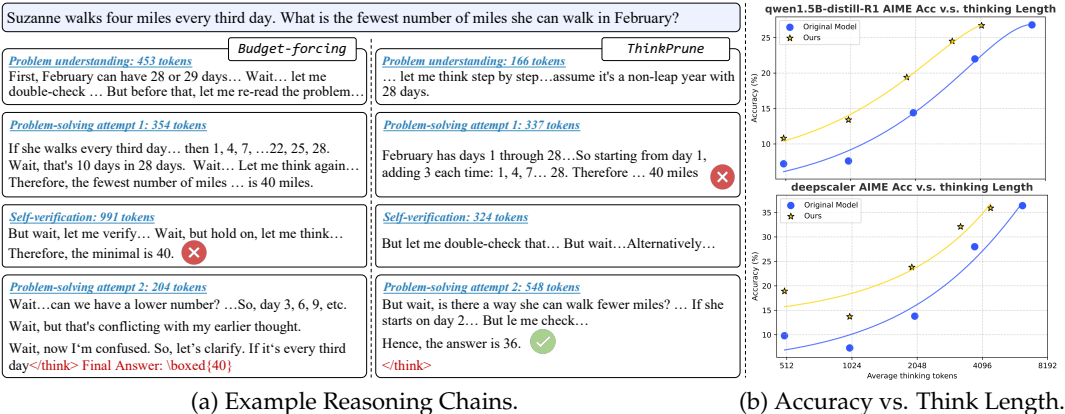 Suzanne walks four miles every third day. What is the fewest number of miles she can walk in February?
Budget-forcing
Problem understanding: 453 tokens
First, February can have 28 or 29 days… Wait… let me
double-check … But before that, let me re-read the problem…
Problem-solving attempt 1: 354 tokens
If she walks every third day… then 1, 4, 7, …22, 25, 28.
Wait, that's 10 days in 28 days. Wait… Let me think again…
Therefore, the fewest number of miles … is 40 miles.
Self-verification: 991 tokens
But wait, let me verify… Wait, but hold on, let me think…
Therefore, the minimal is 40.
Problem-solving attempt 2: 204 tokens
Wait…can we have a lower number? …So, day 3, 6, 9, etc.
Wait, but that's conflicting with my earlier thought.
Wait, now I'm confused. So, let's clarify. If it's every third
day</think> Final Answer: \boxed{40}
ThinkPrune
Problem understanding: 166 tokens
… let me think step by step…assume it's a non-leap year with
28 days.
Problem-solving attempt 1: 337 tokens
February has days 1 through 28…So starting from day 1,
adding 3 each time: 1, 4, 7… 28. Therefore … 40 miles
Self-verification: 324 tokens
But let me double-check that… But wait…Alternatively…
Problem-solving attempt 2: 548 tokens
But wait, is there a way she can walk fewer miles? … If she
starts on day 2… But le me check…
Hence, the answer is 36.
</think>
(a) Example Reasoning Chains.
qwen1.5B-distill-R1 AIME Acc v.s. thinking Length
Original Model
Ours
Accuracy (%)
25
20
15
10
deepscaler AIME Acc v.s. thinking Length
Original Model
Ours
Accuracy (%)
35
30
25
20
15
10
512 1024 2048 4096 8192
Average thinking tokens
(b) Accuracy vs. Think Length.